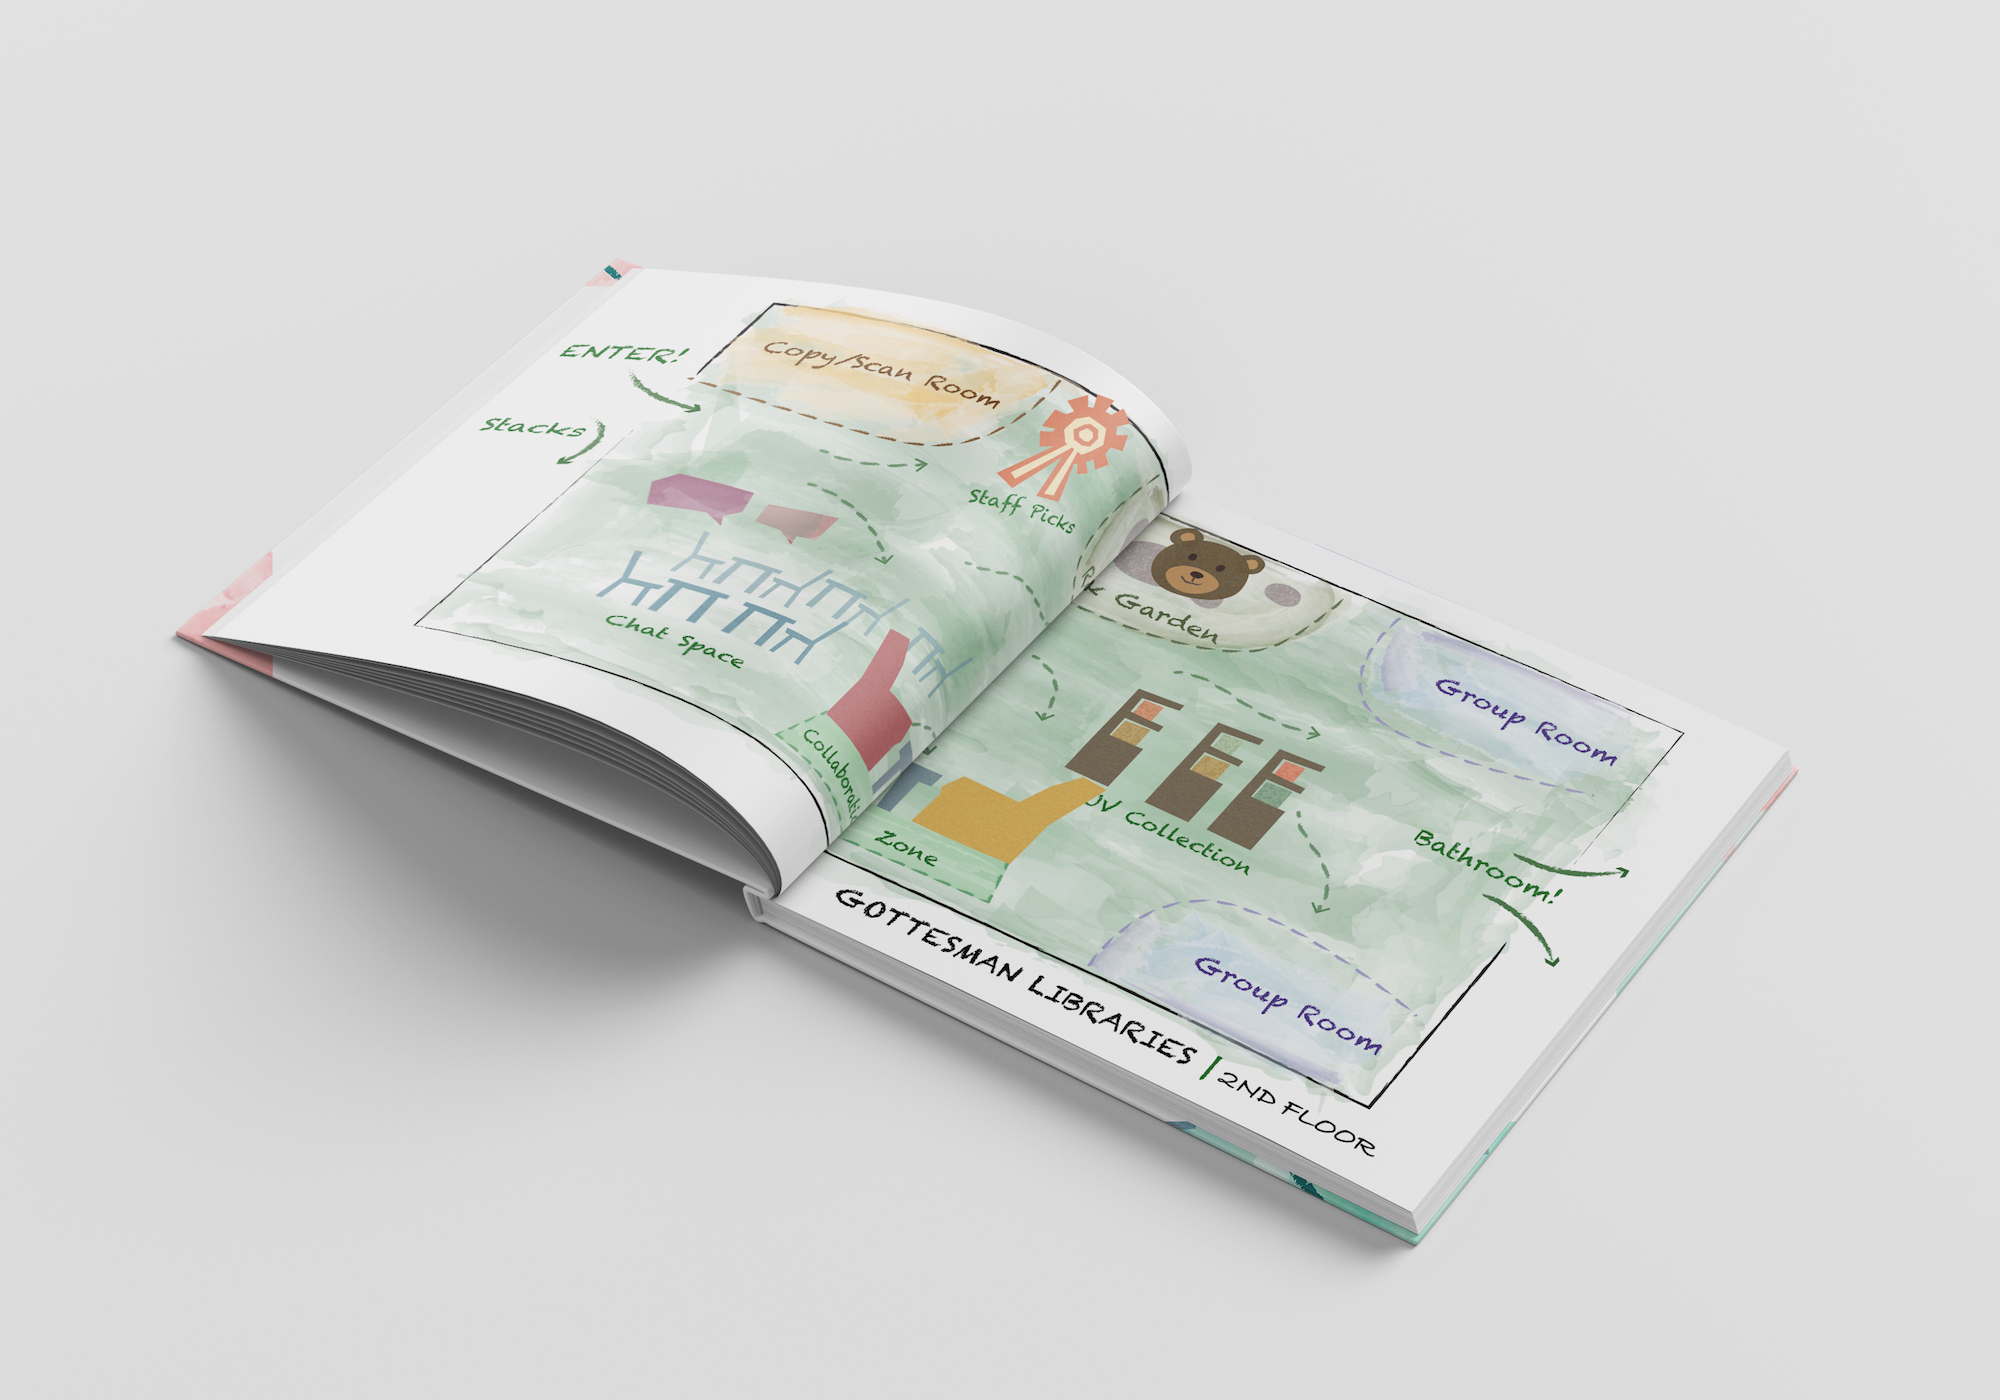 ENTER!
Copy/Scan Room
Stacks
Staff Picks
Chat Space
Collaborati
Zone
Garden
Group Room
Collection
Bathroom!
Group Room
GOTTESMAN LIBRARIES | 2ND FLOOR